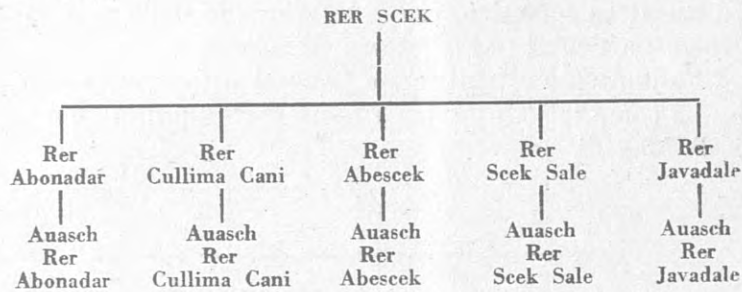 RER SCEK
Rer Rer Rer Rer Rer
Abonadar Cullima Cani Abescek Scek Sale Javadale
Auasch Auasch Auasch Auasch Auasch
Rer Rer Rer Rer Rer
Abonadar Cullima Cani Abescek Scek Sale Javadale